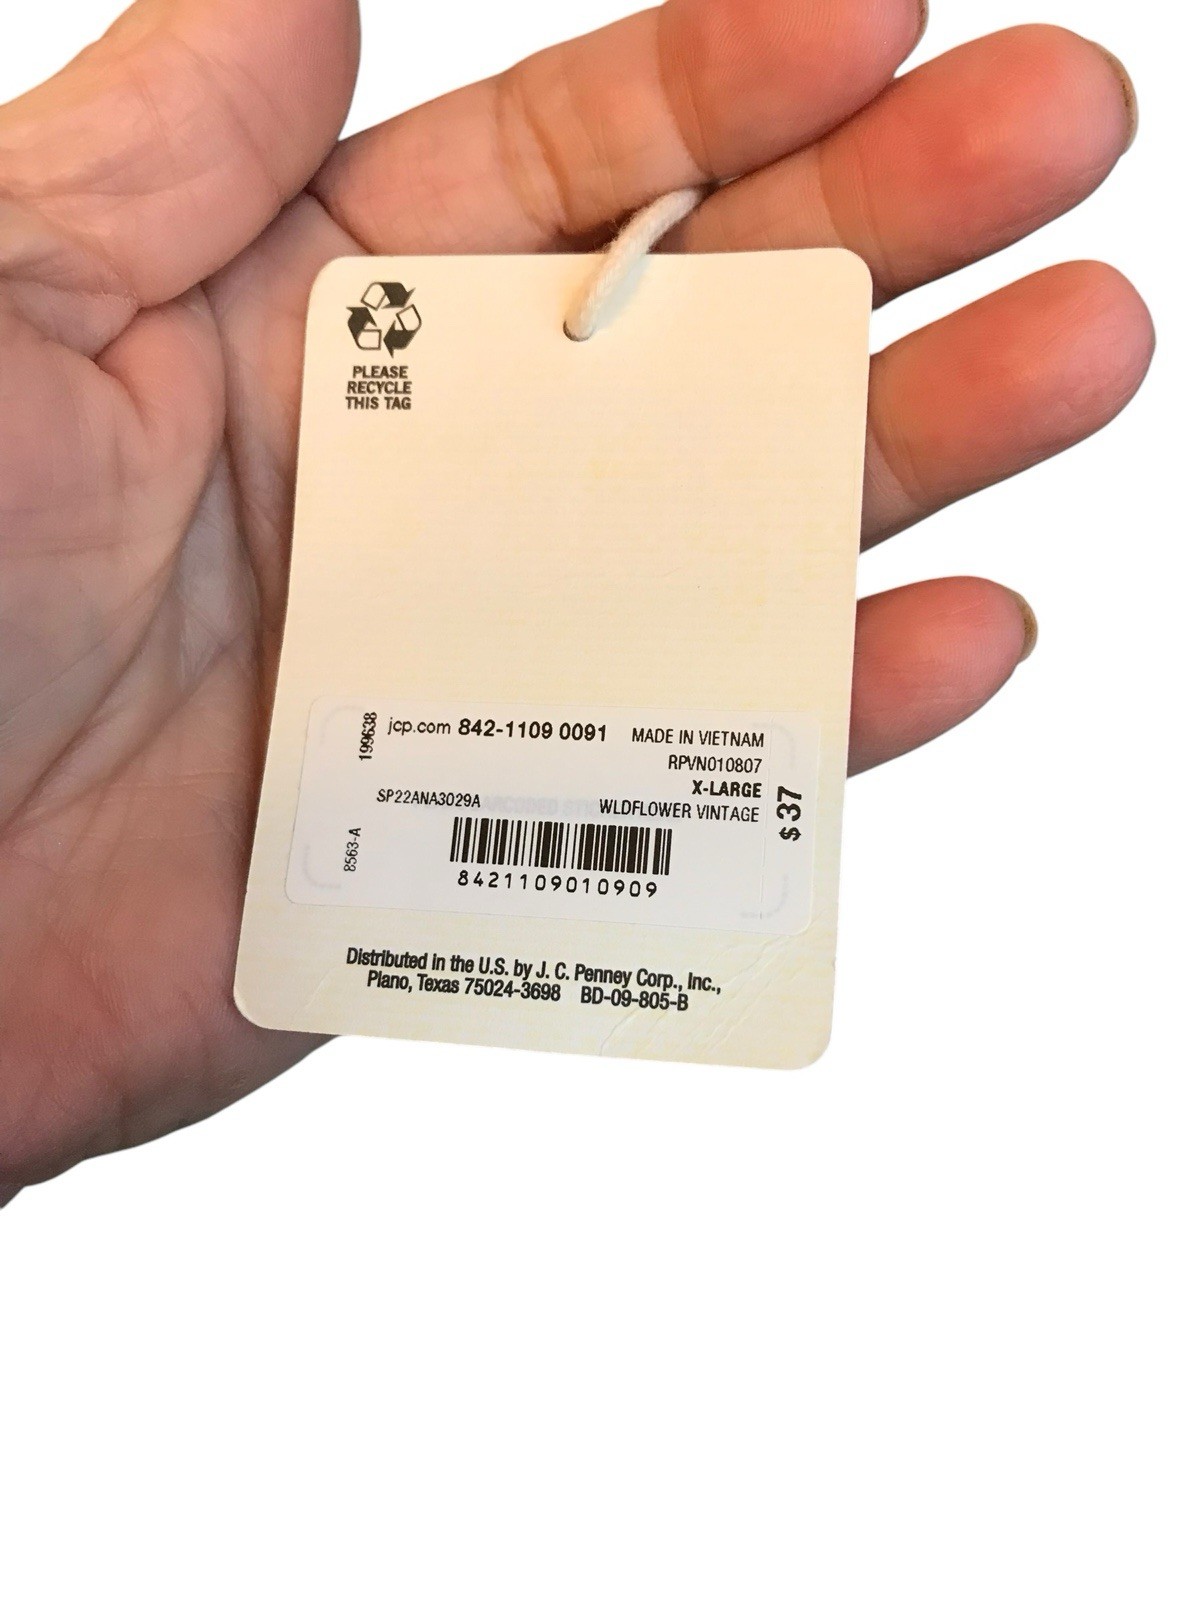 PLEASE
RECYCLE
THIS TAG
199638
jcp.com 842-1109 0091
MADE IN VIETNAM
RPVN010807
X-LARGE
SP22ANA3029A
WLDFLOWER VINTAGE
$37
8563-A
8421109010909
Distributed in the U.S. by J. C. Penney Corp., Inc.,
Plano, Texas 75024-3698 BD-09-805-B